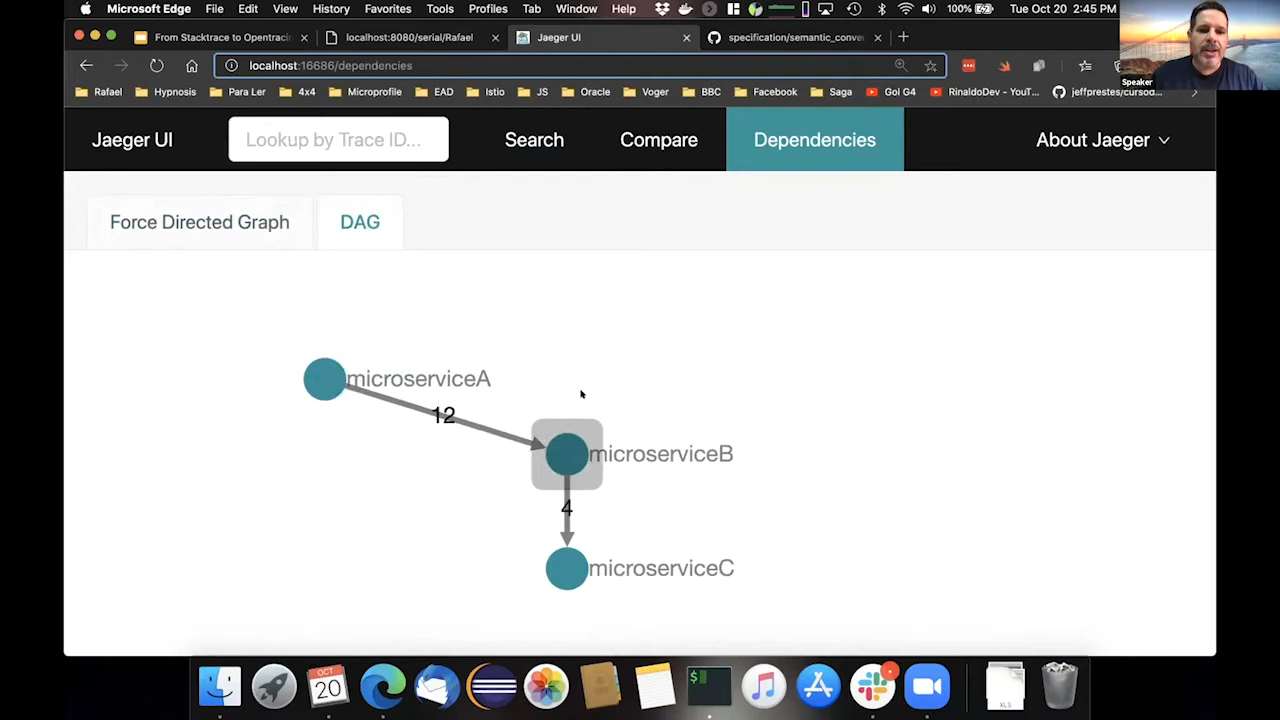 Microsoft Edge File Edit View History Favorites Tools Profiles Tab Window Help 100% Tue Oct 20 2:45 PM
From Stacktrace to Opentracin localhost:8080/serial/Rafael Jaeger UI specification/semantic_conve
localhost:16686/dependencies
Rafael Hypnosis Para Ler 4x4 Microprofile EAD Istio JS Oracle Voger BBC Facebook Saga Gol G4 RinaldoDev - YouT... jeffprestes/cursod...
Speaker
Jaeger UI Lookup by Trace ID... Search Compare Dependencies About Jaeger
Force Directed Graph DAG
microserviceA
12
microserviceB
4
microserviceC
OCT
20
$
XLS